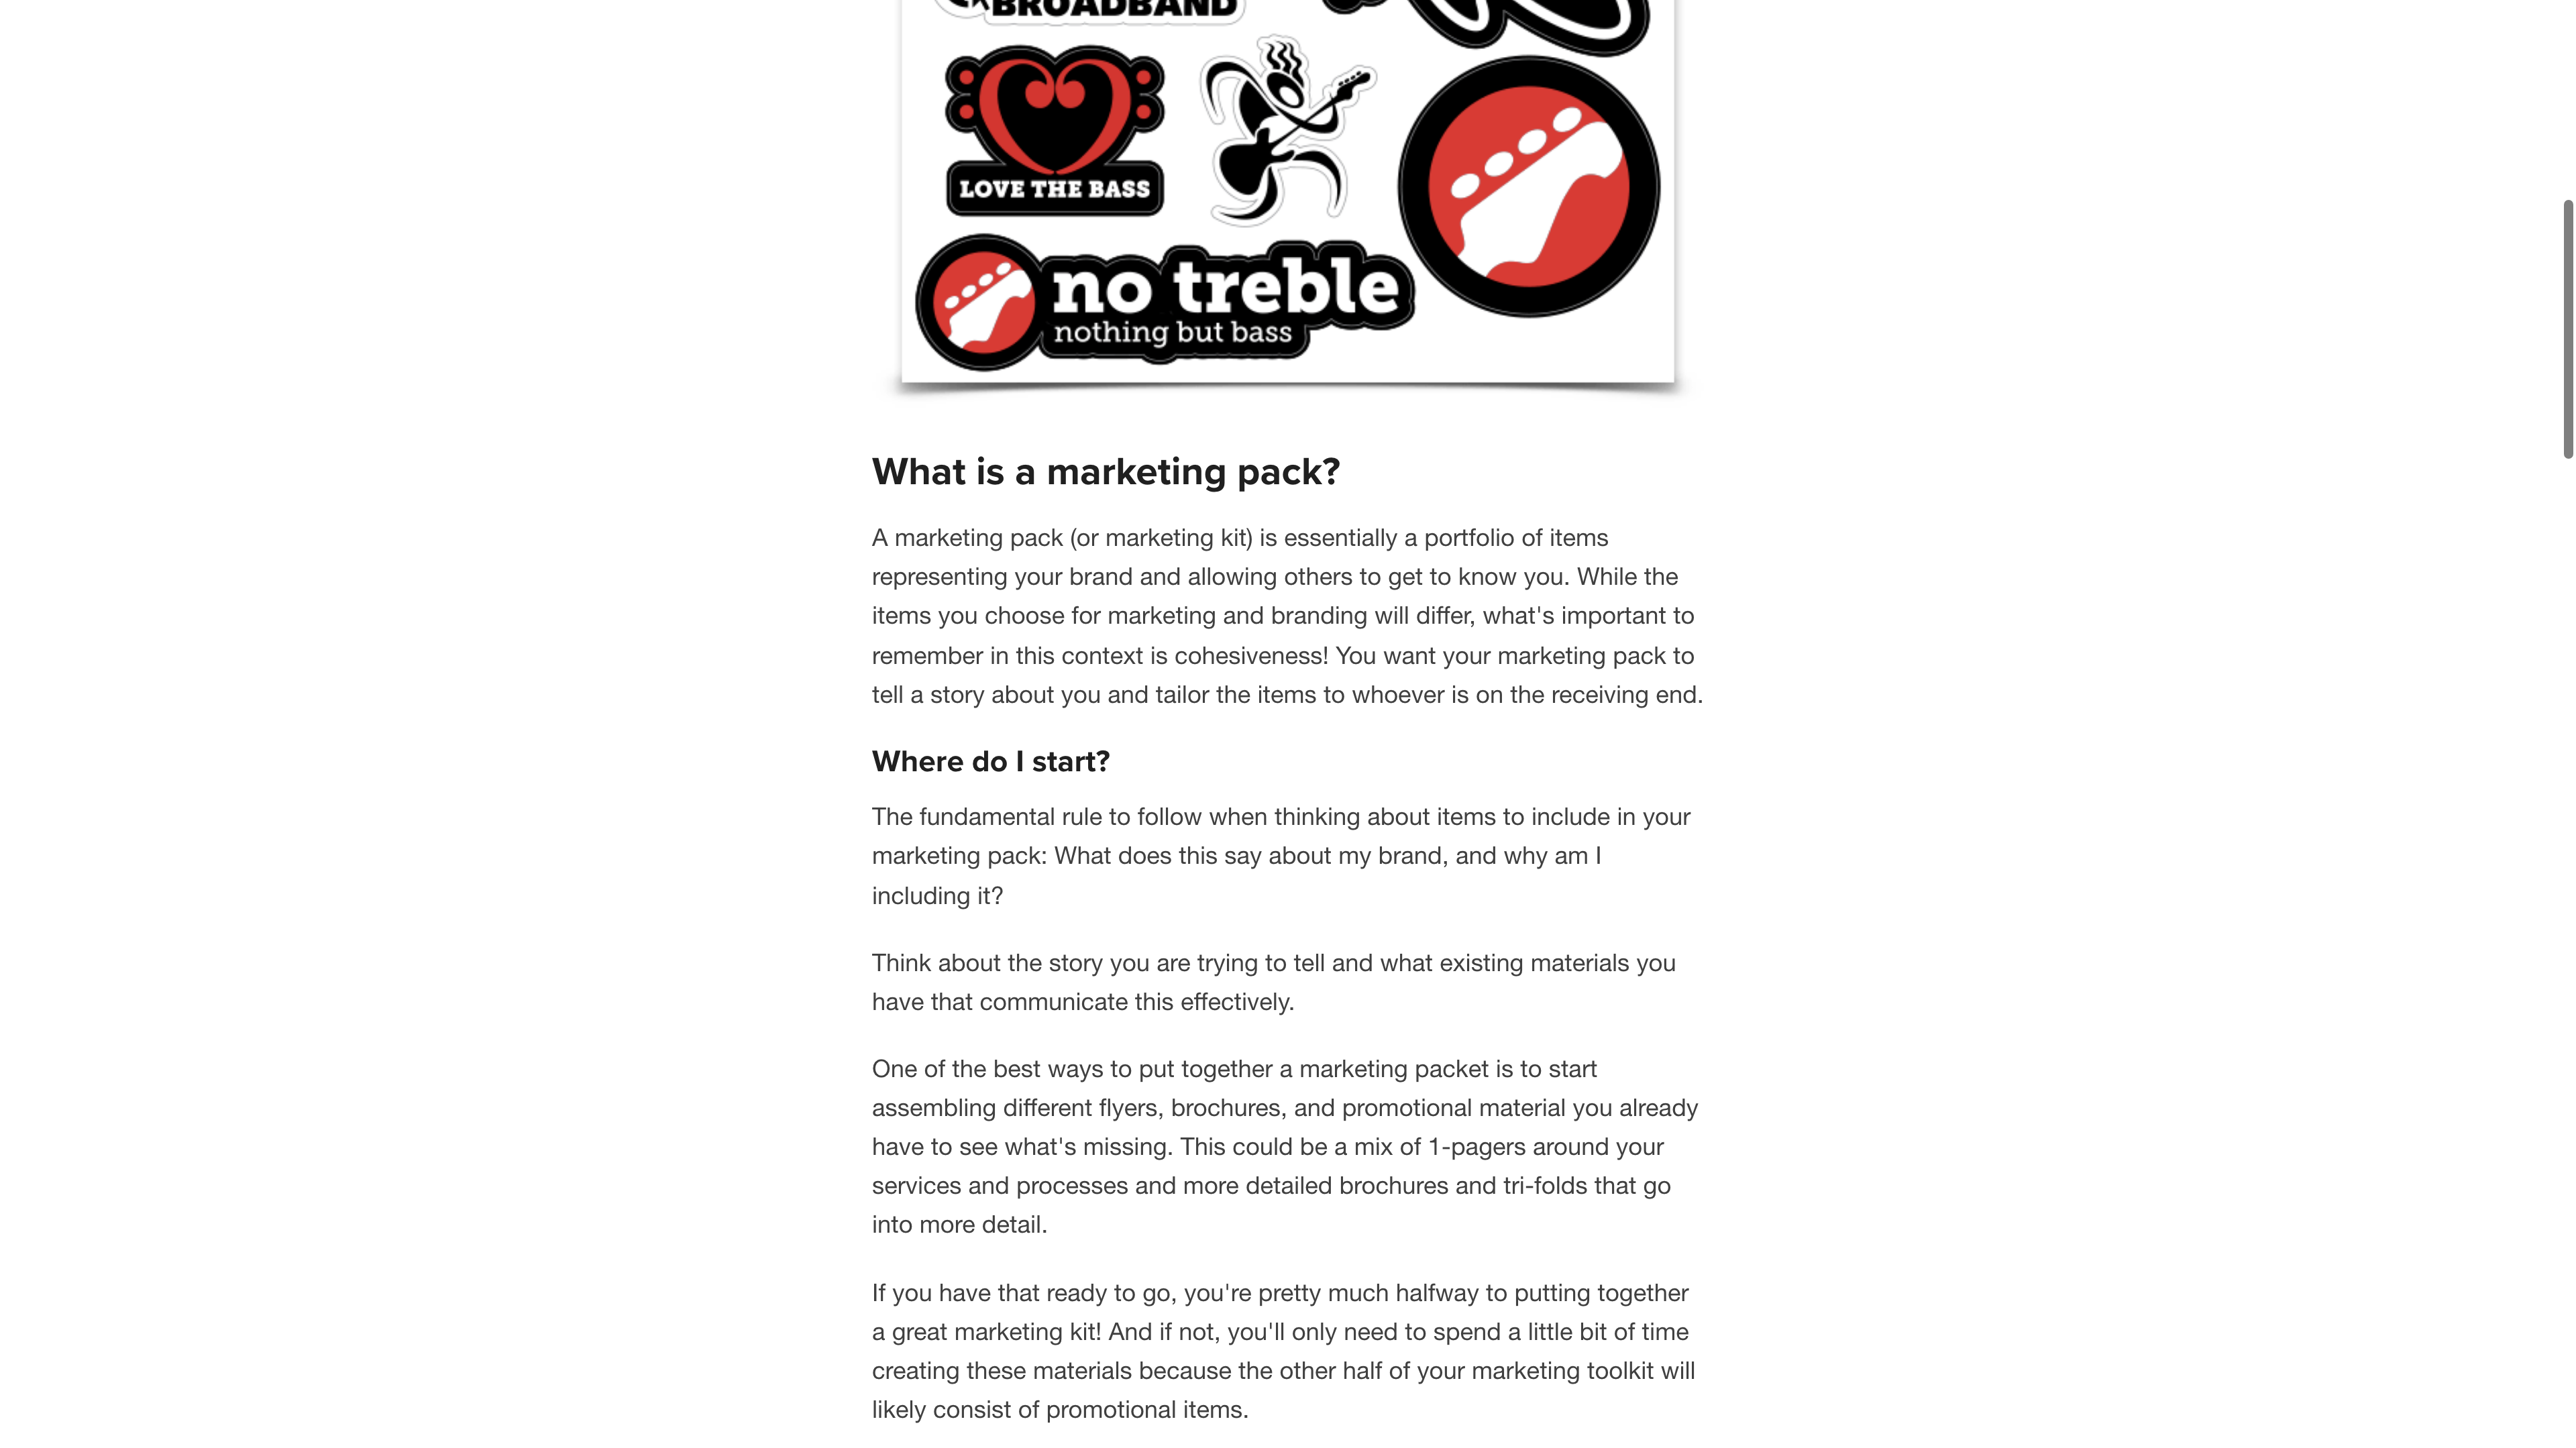 BROADBAND
LOVE THE BASS
no treble
nothing but bass
What is a marketing pack?
A marketing pack (or marketing kit) is essentially a portfolio of items
representing your brand and allowing others to get to know you. While the
items you choose for marketing and branding will differ, what's important to
remember in this context is cohesiveness! You want your marketing pack to
tell a story about you and tailor the items to whoever is on the receiving end.
Where do I start?
The fundamental rule to follow when thinking about items to include in your
marketing pack: What does this say about my brand, and why am I
including it?
Think about the story you are trying to tell and what existing materials you
have that communicate this effectively.
One of the best ways to put together a marketing packet is to start
assembling different flyers, brochures, and promotional material you already
have to see what's missing. This could be a mix of 1-pagers around your
services and processes and more detailed brochures and tri-folds that go
into more detail.
If you have that ready to go, you're pretty much halfway to putting together
a great marketing kit! And if not, you'll only need to spend a little bit of time
creating these materials because the other half of your marketing toolkit will
likely consist of promotional items.